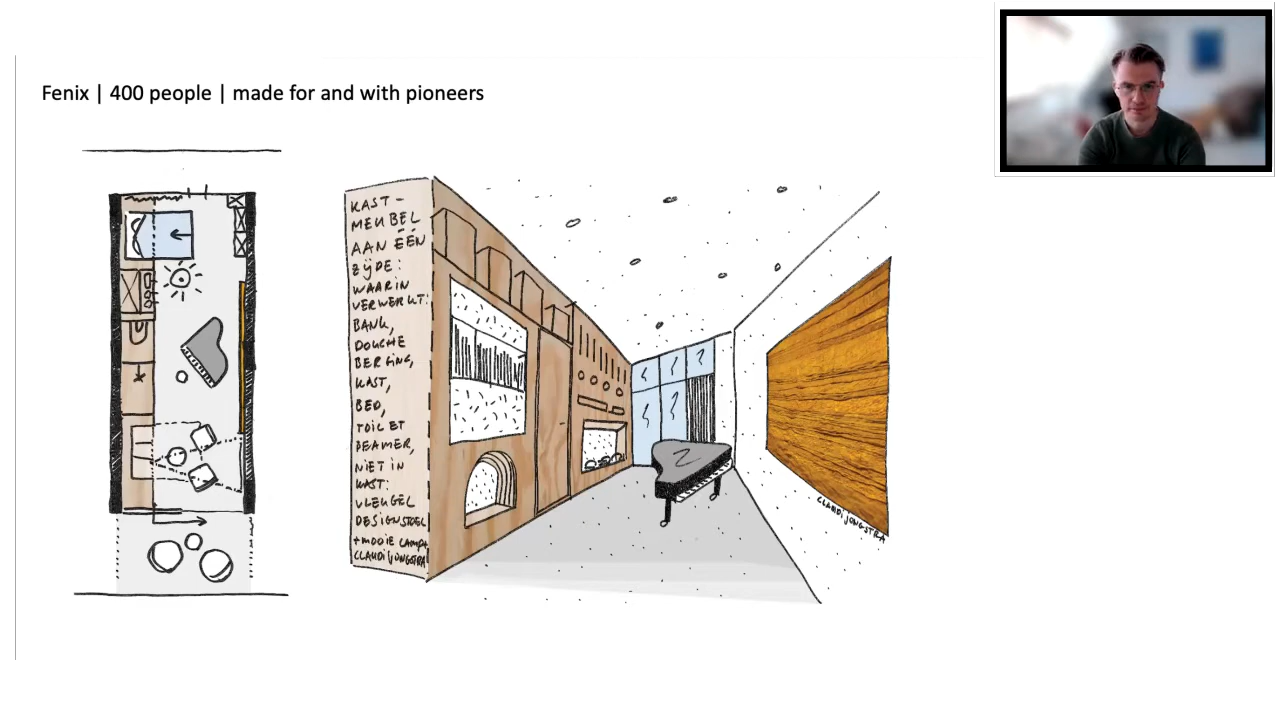 Fenix | 400 people | made for and with pioneers
KAST-
MEUBEL
AAN ÉÉN
ZIJDE:
WAARIN
VERWERKT:
BANK,
DOUCHE
BERGING,
KAST,
BED,
TOILET
BEAMER,
NIET IN
KAST:
VLEUGEL
DESIGNSTOEL
+ MOOIE LAMP +
CLAUDI JONGSTRA
CLAUDI JONGSTRA